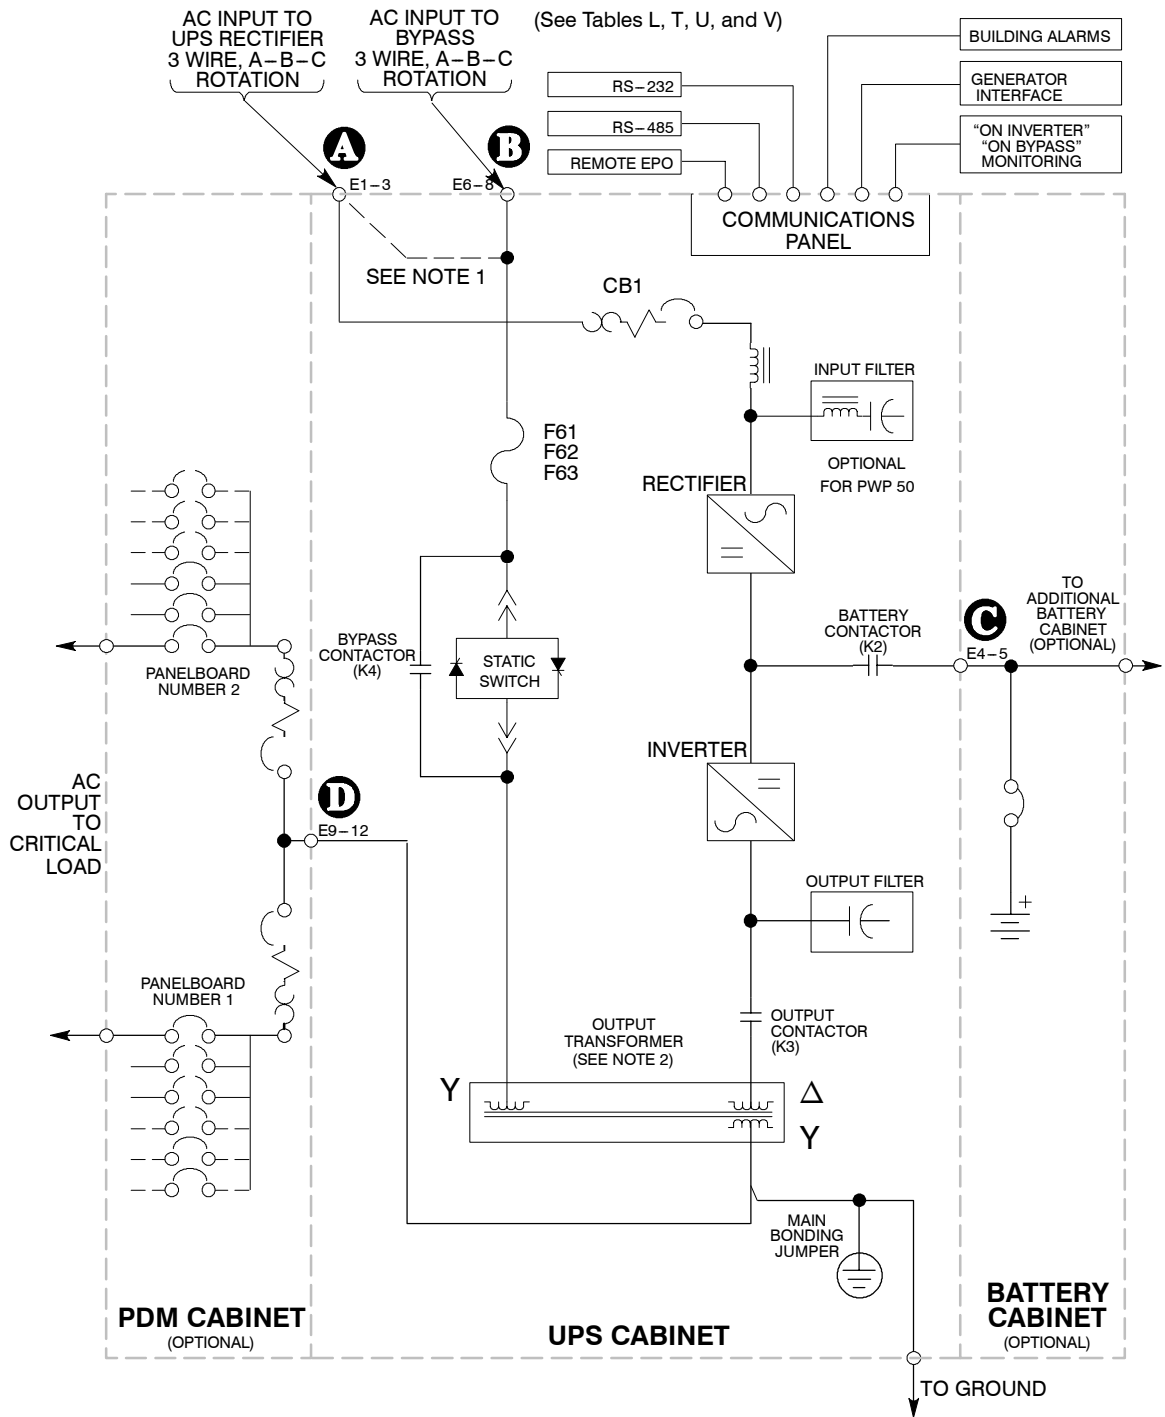 AC INPUT TO
UPS RECTIFIER
3 WIRE, A–B–C
ROTATION
AC INPUT TO
BYPASS
3 WIRE, A–B–C
ROTATION
(See Tables L, T, U, and V)
RS–232
RS–485
REMOTE EPO
BUILDING ALARMS
GENERATOR
INTERFACE
“ON INVERTER”
“ON BYPASS”
MONITORING
A
B
E1–3
E6–8
COMMUNICATIONS
PANEL
SEE NOTE 1
CB1
INPUT FILTER
OPTIONAL
FOR PWP 50
F61
F62
F63
RECTIFIER
BYPASS
CONTACTOR
(K4)
STATIC
SWITCH
BATTERY
CONTACTOR
(K2)
C
E4–5
TO
ADDITIONAL
BATTERY
CABINET
(OPTIONAL)
PANELBOARD
NUMBER 2
INVERTER
AC
OUTPUT
TO
CRITICAL
LOAD
D
E9–12
OUTPUT FILTER
+
PANELBOARD
NUMBER 1
OUTPUT
TRANSFORMER
(SEE NOTE 2)
OUTPUT
CONTACTOR
(K3)
Y
Δ
Y
MAIN
BONDING
JUMPER
PDM CABINET
(OPTIONAL)
UPS CABINET
BATTERY
CABINET
(OPTIONAL)
TO GROUND